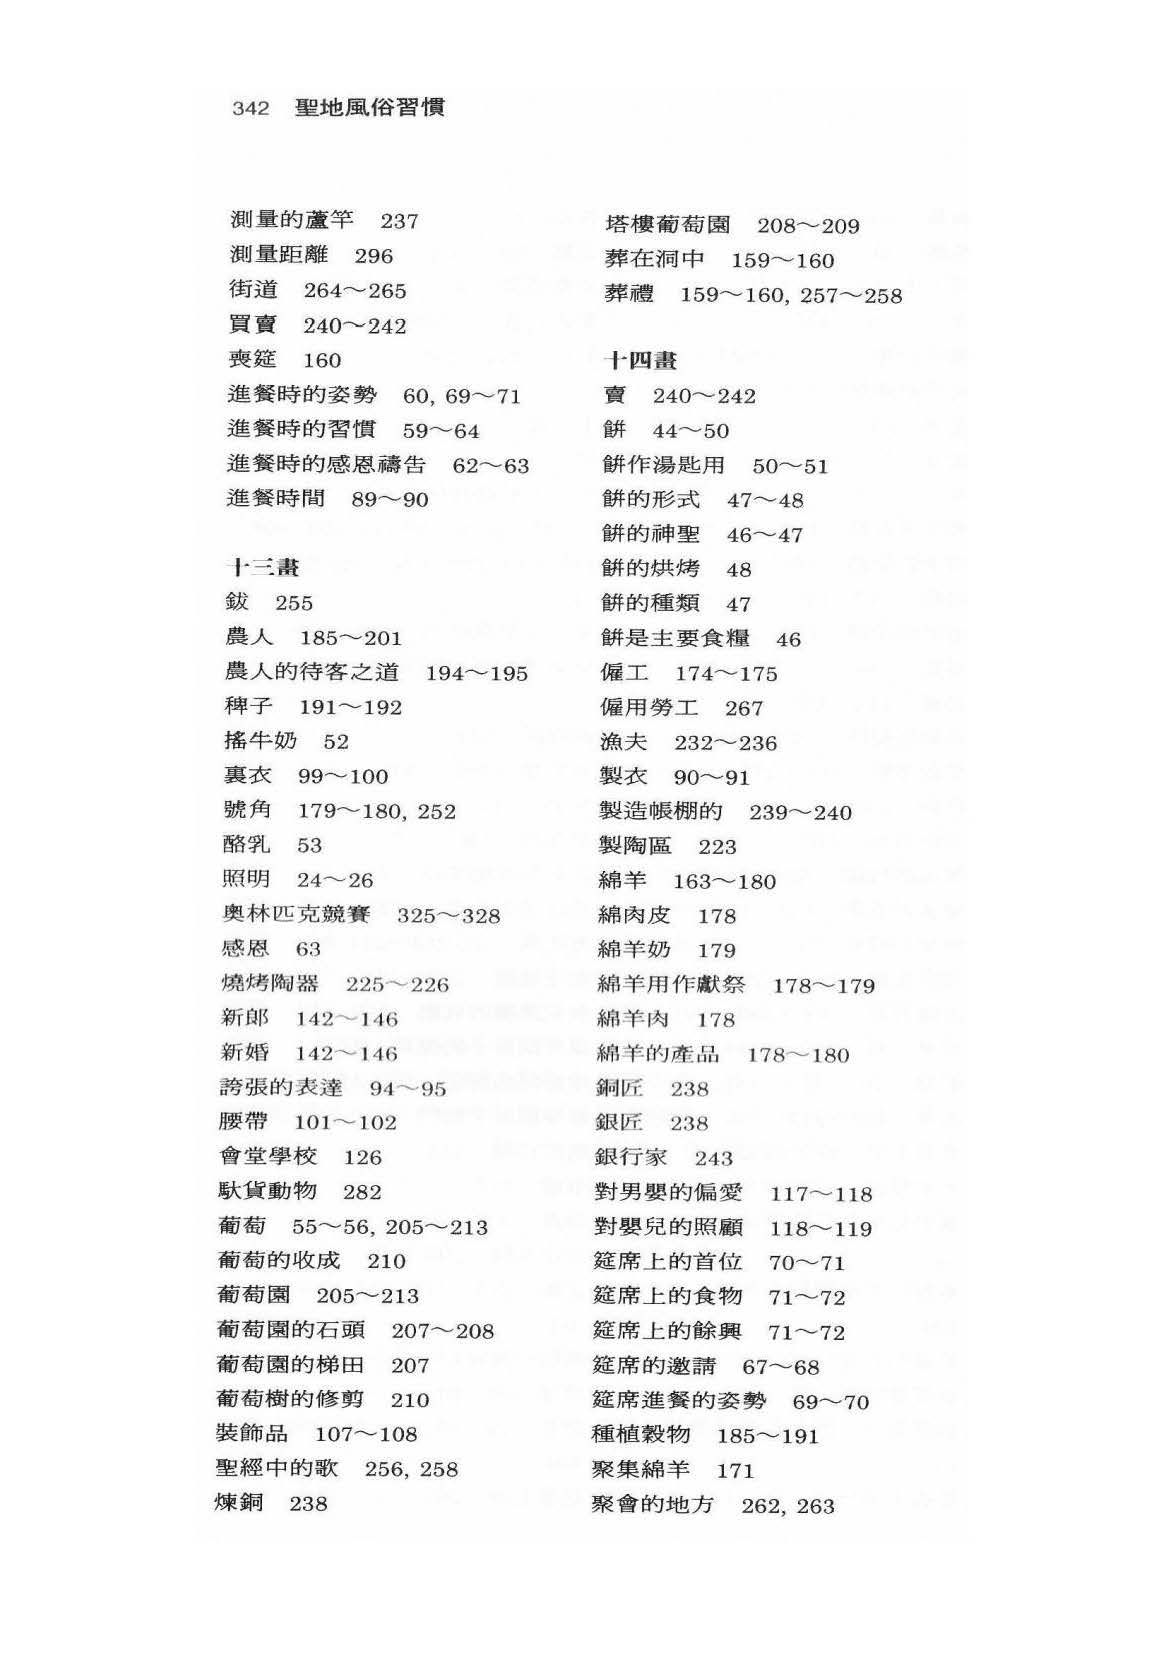 342 聖地風俗習慣
測量的蘆竿 237
測量距離 296
街道 264～265
買賣 240～242
喪筵 160
進餐時的姿勢 60, 69～71
進餐時的習慣 59～64
進餐時的感恩禱告 62～63
進餐時間 89～90
十三畫
鈸 255
農人 185～201
農人的待客之道 194～195
稗子 191～192
搖牛奶 52
裏衣 99～100
號角 179～180, 252
酪乳 53
照明 24～26
奧林匹克競賽 325～328
感恩 63
燒烤陶器 225～226
新郎 142～146
新婚 142～146
誇張的表達 94～95
腰帶 101～102
會堂學校 126
馱貨動物 282
葡萄 55～56, 205～213
葡萄的收成 210
葡萄園 205～213
葡萄園的石頭 207～208
葡萄園的梯田 207
葡萄樹的修剪 210
裝飾品 107～108
聖經中的歌 256, 258
煉銅 238
塔樓葡萄園 208～209
葬在洞中 159～160
葬禮 159～160, 257～258
十四畫
賣 240～242
餅 44～50
餅作湯匙用 50～51
餅的形式 47～48
餅的神聖 46～47
餅的烘烤 48
餅的種類 47
餅是主要食糧 46
僱工 174～175
僱用勞工 267
漁夫 232～236
製衣 90～91
製造帳棚的 239～240
製陶區 223
綿羊 163～180
綿肉皮 178
綿羊奶 179
綿羊用作獻祭 178～179
綿羊肉 178
綿羊的產品 178～180
銅匠 238
銀匠 238
銀行家 243
對男嬰的偏愛 117～118
對嬰兒的照顧 118～119
筵席上的首位 70～71
筵席上的食物 71～72
筵席上的餘興 71～72
筵席的邀請 67～68
筵席進餐的姿勢 69～70
種植穀物 185～191
聚集綿羊 171
聚會的地方 262, 263